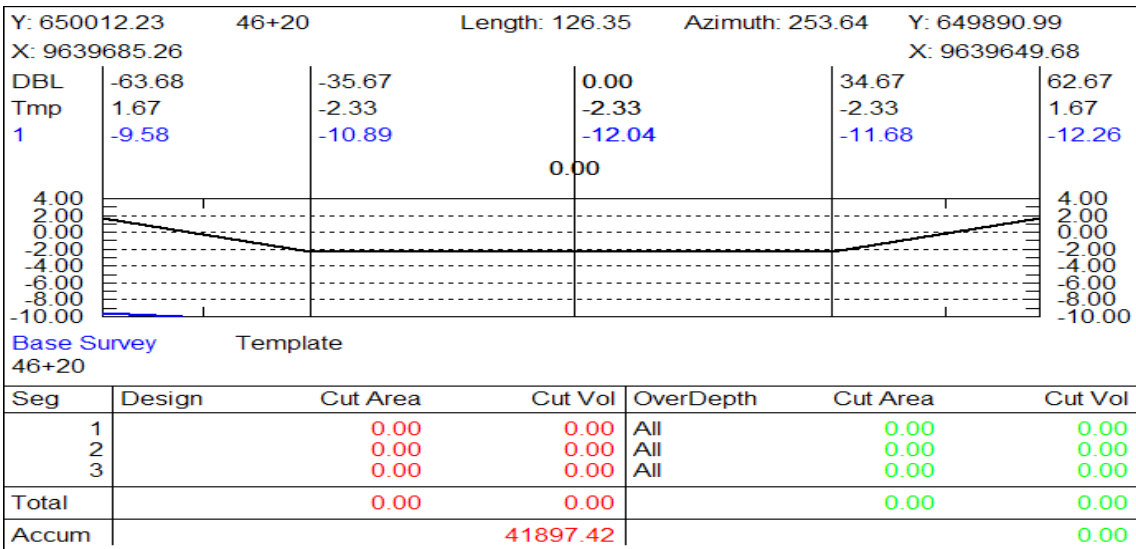 Y: 650012.23 46+20 Length: 126.35 Azimuth: 253.64 Y: 649890.99
X: 9639685.26 X: 9639649.68
DBL -63.68 -35.67 0.00 34.67 62.67
Tmp 1.67 -2.33 -2.33 -2.33 1.67
1 -9.58 -10.89 -12.04 -11.68 -12.26
0.00
4.00 4.00
2.00 2.00
0.00 0.00
-2.00 -2.00
-4.00 -4.00
-6.00 -6.00
-8.00 -8.00
-10.00 -10.00
Base Survey Template
46+20
Seg Design Cut Area Cut Vol OverDepth Cut Area Cut Vol
1 0.00 0.00 All 0.00 0.00
2 0.00 0.00 All 0.00 0.00
3 0.00 0.00 All 0.00 0.00
Total 0.00 0.00 0.00 0.00
Accum 41897.42 0.00